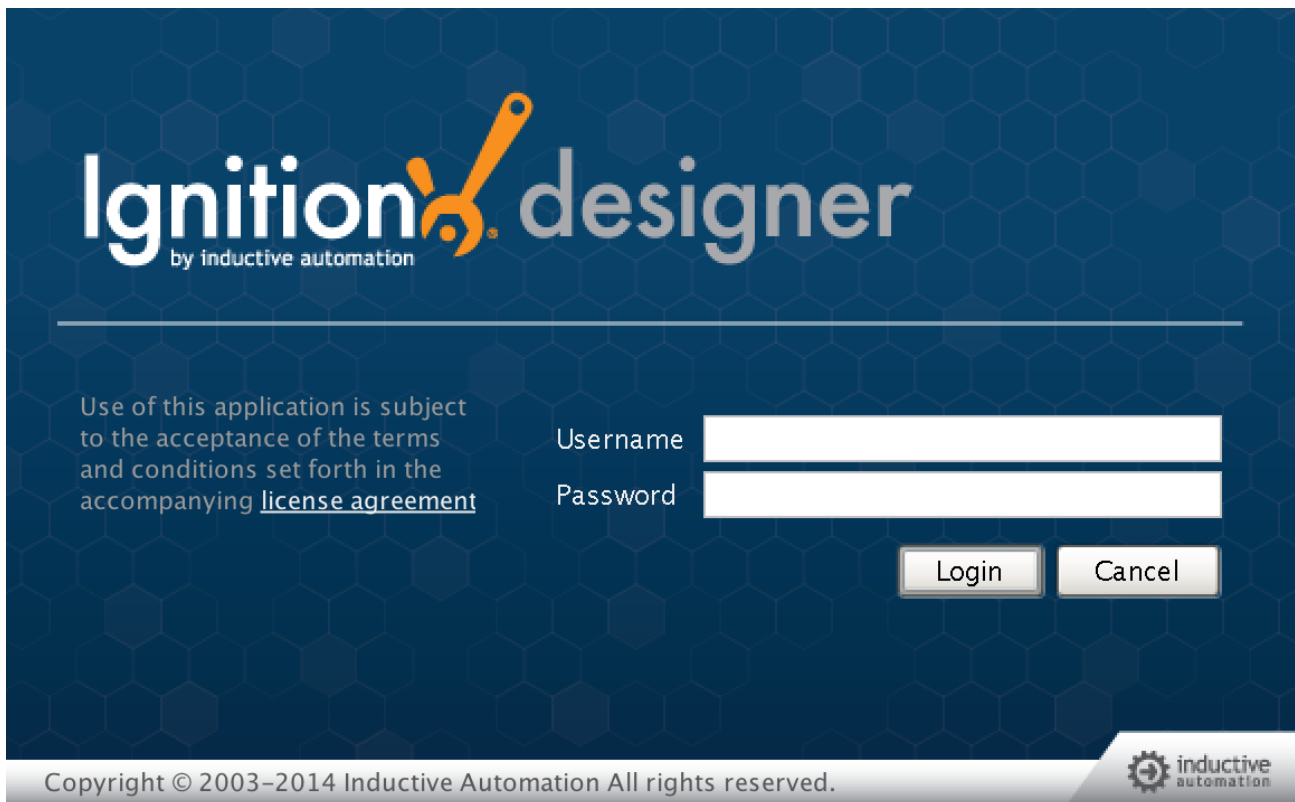 Ignition designer
by inductive automation
Use of this application is subject
to the acceptance of the terms
and conditions set forth in the
accompanying license agreement
Username
Password
Login Cancel
Copyright © 2003-2014 Inductive Automation All rights reserved.
inductive
automation